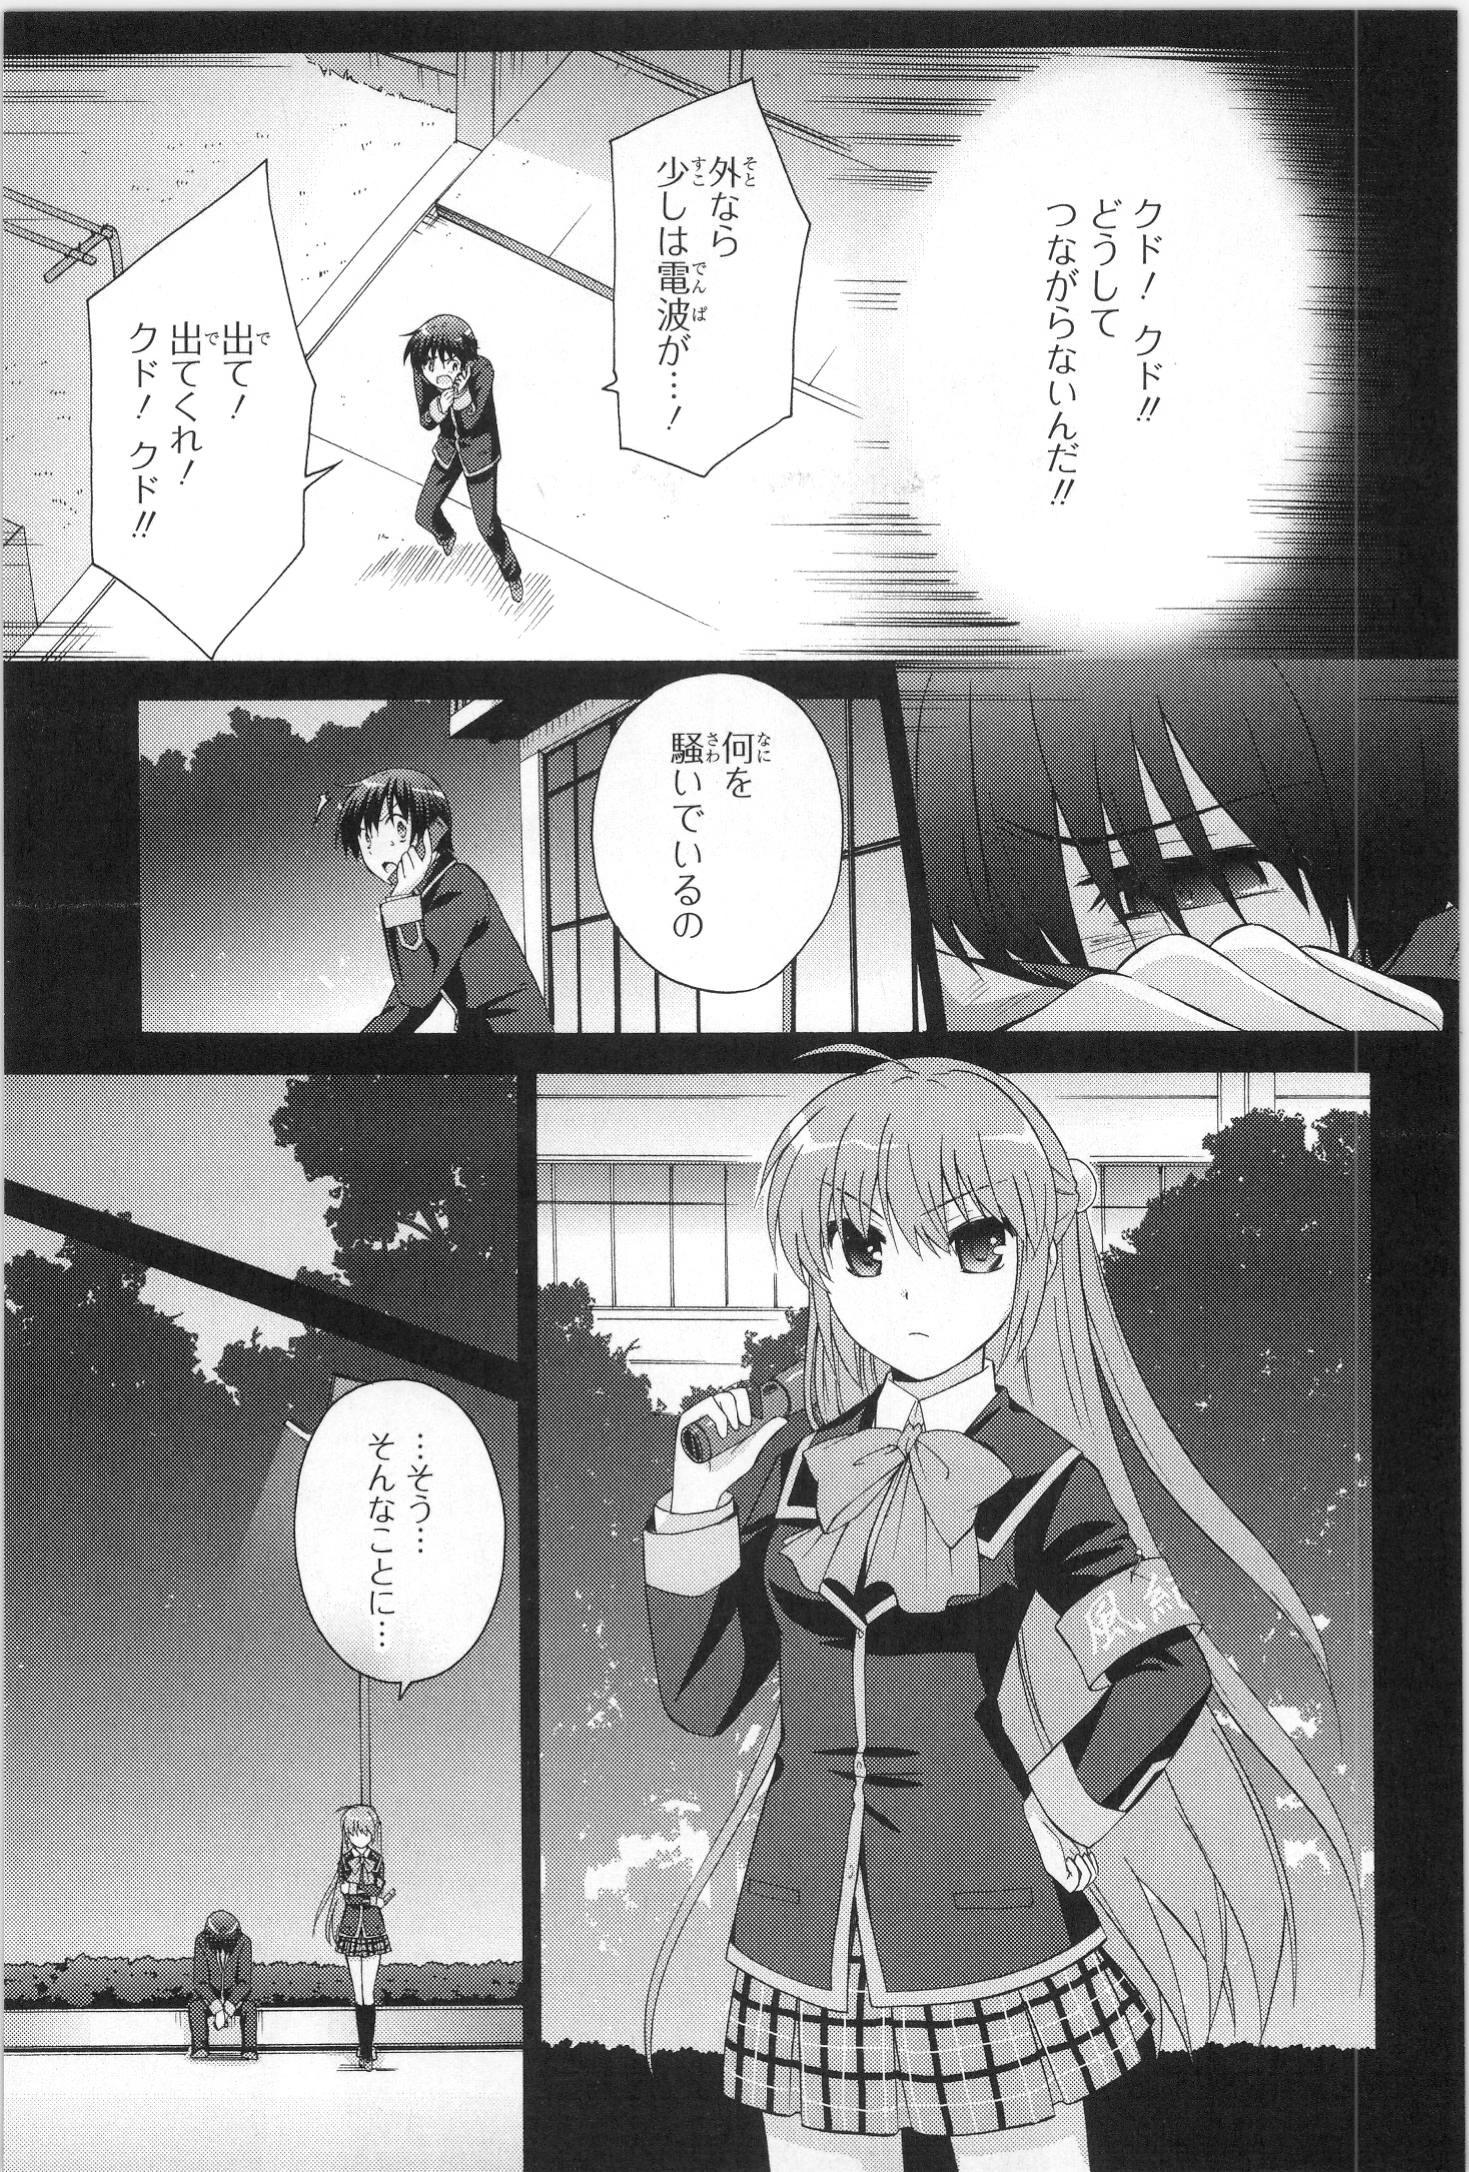 クド！クド!!
どうして
つながらないんだ!!
外なら
少しは電波が…！
出て！
出てくれ！
クド！クド!!
何を
騒いでいるの
風紀
…そう…
そんなことに…